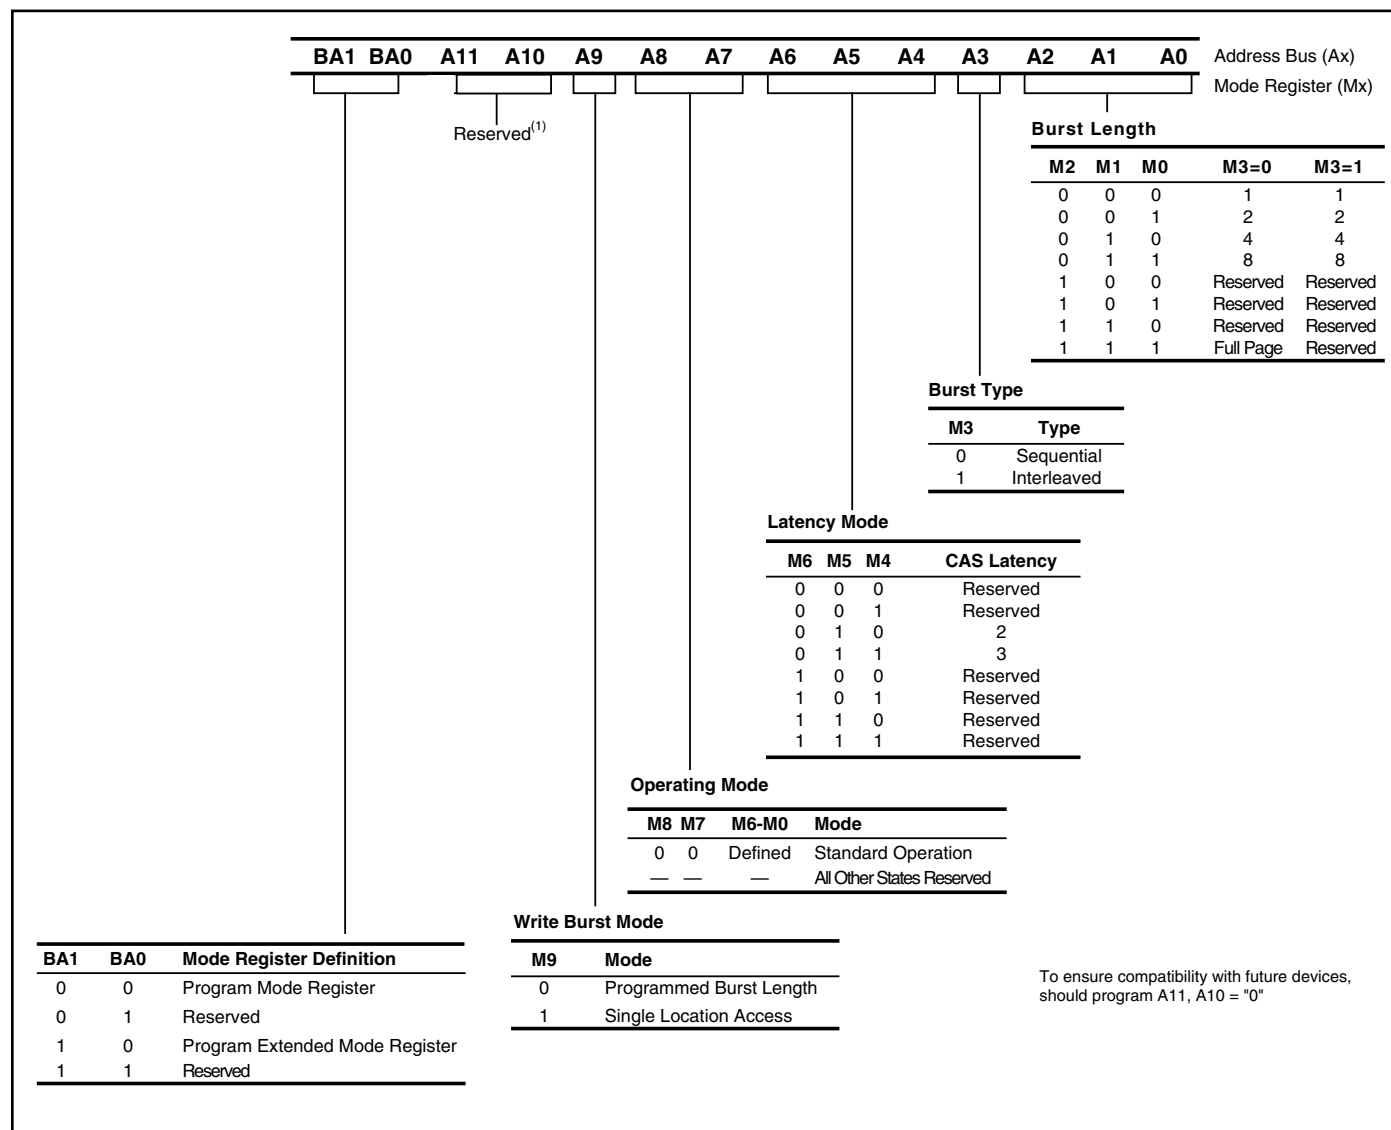 BA1 BA0 A11 A10 A9 A8 A7 A6 A5 A4 A3 A2 A1 A0 Address Bus (Ax)
Mode Register (Mx)
Reserved(1)
Burst Length
M2 M1 M0 M3=0 M3=1
0 0 0 1 1
0 0 1 2 2
0 1 0 4 4
0 1 1 8 8
1 0 0 Reserved Reserved
1 0 1 Reserved Reserved
1 1 0 Reserved Reserved
1 1 1 Full Page Reserved
Burst Type
M3 Type
0 Sequential
1 Interleaved
Latency Mode
M6 M5 M4 CAS Latency
0 0 0 Reserved
0 0 1 Reserved
0 1 0 2
0 1 1 3
1 0 0 Reserved
1 0 1 Reserved
1 1 0 Reserved
1 1 1 Reserved
Operating Mode
M8 M7 M6-M0 Mode
0 0 Defined Standard Operation
— — — All Other States Reserved
Write Burst Mode
M9 Mode
0 Programmed Burst Length
1 Single Location Access
BA1 BA0 Mode Register Definition
0 0 Program Mode Register
0 1 Reserved
1 0 Program Extended Mode Register
1 1 Reserved
To ensure compatibility with future devices,
should program A11, A10 = "0"